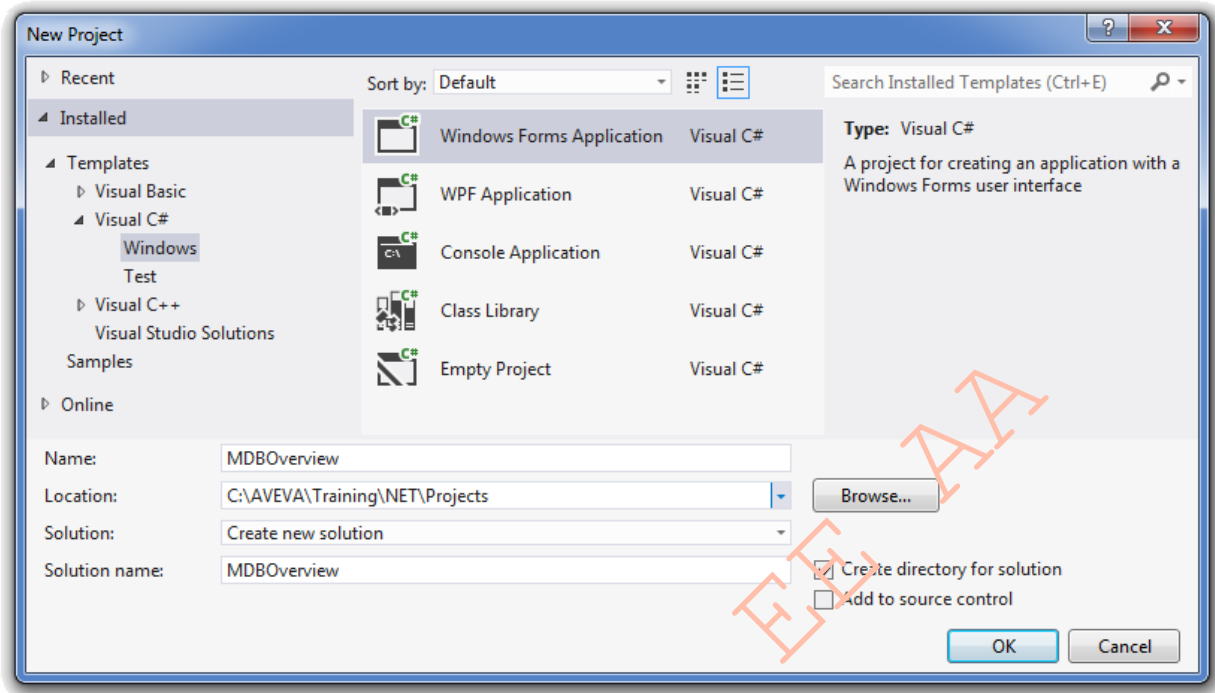 New Project
Recent
Installed
Templates
Visual Basic
Visual C#
Windows
Test
Visual C++
Visual Studio Solutions
Samples
Online
Sort by: Default
C# Windows Forms Application Visual C#
C# WPF Application Visual C#
C# C:\ Console Application Visual C#
C# Class Library Visual C#
C# Empty Project Visual C#
Search Installed Templates (Ctrl+E)
Type: Visual C#
A project for creating an application with a
Windows Forms user interface
Name: MDBOverview
Location: C:\AVEVA\Training\NET\Projects Browse...
Solution: Create new solution
Solution name: MDBOverview
Create directory for solution
Add to source control
OK Cancel
EE AA